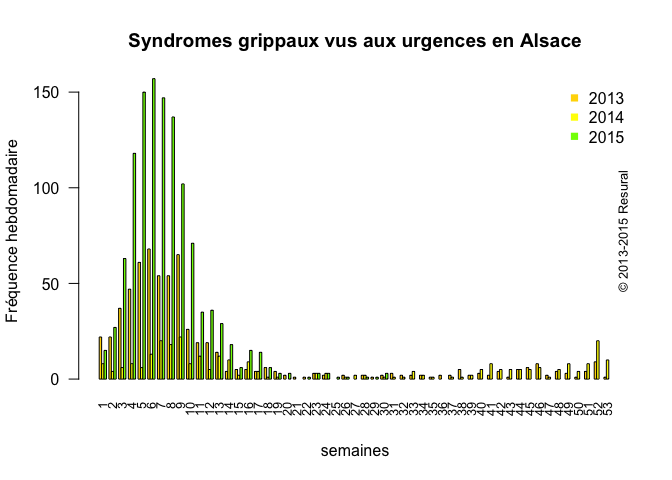 Syndromes grippaux vus aux urgences en Alsace
Fréquence hebdomadaire
150
100
50
0
2013
2014
2015
© 2013-2015 Resural
1 2 3 4 5 6 7 8 9 10 11 12 13 14 15 16 17 18 19 20 21 22 23 24 25 26 27 28 29 30 31 32 33 34 35 36 37 38 39 40 41 42 43 44 45 46 47 48 49 50 51 52 53
semaines